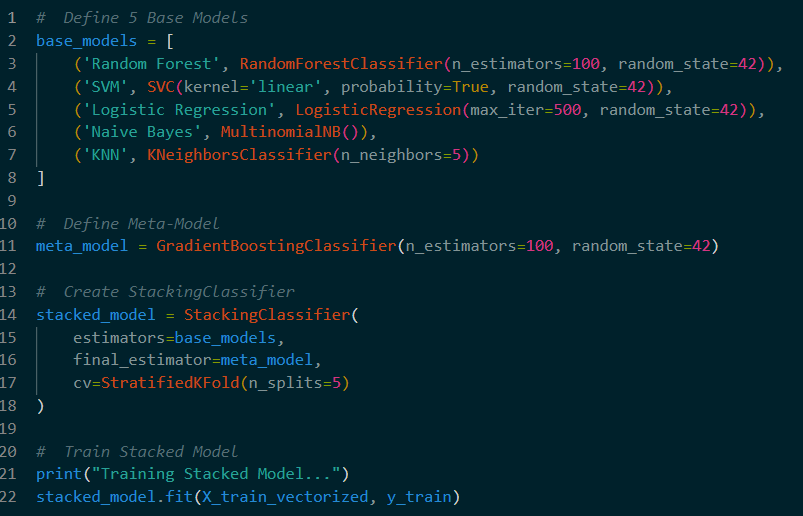 1 #  Define 5 Base Models
2 base_models = [
3     ('Random Forest', RandomForestClassifier(n_estimators=100, random_state=42)),
4     ('SVM', SVC(kernel='linear', probability=True, random_state=42)),
5     ('Logistic Regression', LogisticRegression(max_iter=500, random_state=42)),
6     ('Naive Bayes', MultinomialNB()),
7     ('KNN', KNeighborsClassifier(n_neighbors=5))
8 ]
9
10 #  Define Meta-Model
11 meta_model = GradientBoostingClassifier(n_estimators=100, random_state=42)
12
13 #  Create StackingClassifier
14 stacked_model = StackingClassifier(
15     estimators=base_models,
16     final_estimator=meta_model,
17     cv=StratifiedKFold(n_splits=5)
18 )
19
20 #  Train Stacked Model
21 print("Training Stacked Model...")
22 stacked_model.fit(X_train_vectorized, y_train)